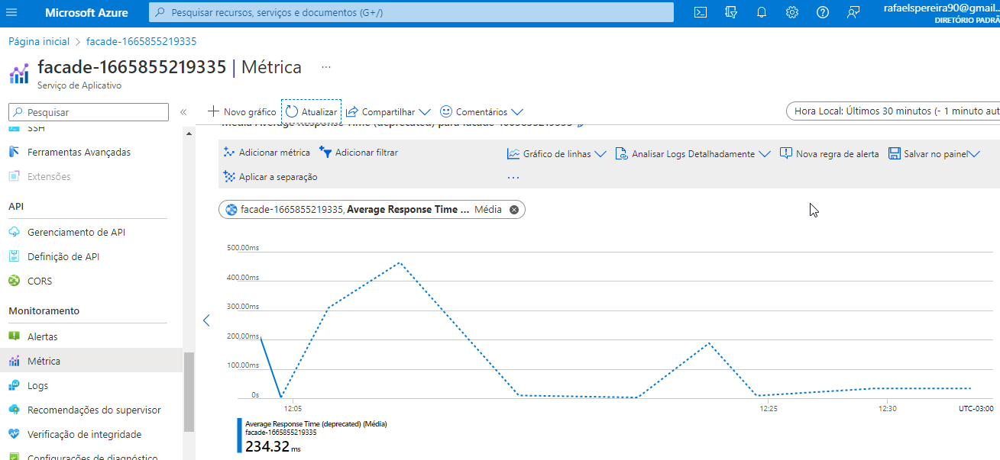 Microsoft Azure
Pesquisar recursos, serviços e documentos (G+/)
rafaelspereira90@gmail...
DIRETÓRIO PADRÃ
Página inicial > facade-1665855219335
facade-1665855219335 | Métrica ...
Serviço de Aplicativo
Pesquisar
Novo gráfico Atualizar Compartilhar Comentários
Hora Local: Últimos 30 minutos (- 1 minuto aut
SSH
Ferramentas Avançadas
Extensões
API
Gerenciamento de API
Definição de API
CORS
Monitoramento
Alertas
Métrica
Logs
Recomendações do supervisor
Verificação de integridade
Configurações de diagnóstico
Média Average Response Time (deprecated) para facade-1665855219335
Adicionar métrica Adicionar filtrar
Gráfico de linhas Analisar Logs Detalhadamente Nova regra de alerta Salvar no painel
Aplicar a separação ...
facade-1665855219335, Average Response Time ... Média
500.00ms
400.00ms
300.00ms
200.00ms
100.00ms
0s
12:05 12:25 12:30 UTC-03:00
Average Response Time (deprecated) (Média)
facade-1665855219335
234.32 ms